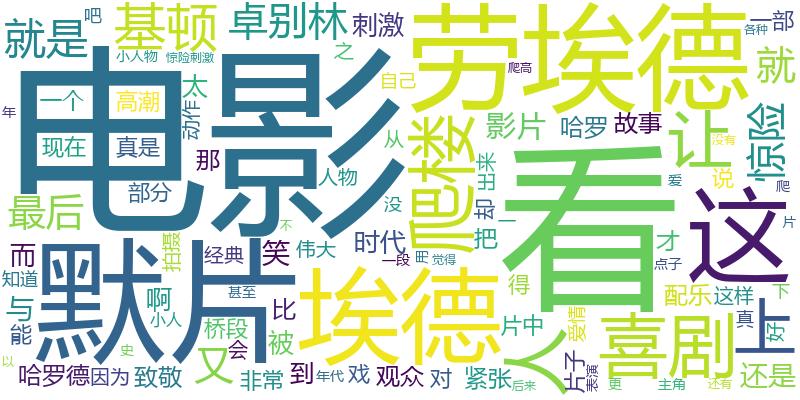 吧
就是
小人物
惊险刺激
基顿
卓别林
刺激
之
劳埃德
一部
各种
电影
爬高
太
就
自己
一个
高潮
动作
爬楼
影片
哈罗
故事
让
惊险
年
现在
真是
那
从
没有
部分
人物
看
出来
爱
说
爬
最后
没
却
一
这
片
而
默片
经典
笑
伟大
不
时代
把
才
拍摄
一段
用
觉得
点子
知道
埃德
上
与
啊
甚至
得
配乐
这样
下
能
小人
桥段
比
片中
人
爱情
喜剧
真
好
会
被
以
史
哈罗德
因为
致敬
又
非常
到
年代
戏
观众
对
紧张
后来
片子
表演
更
主角
还有
还是